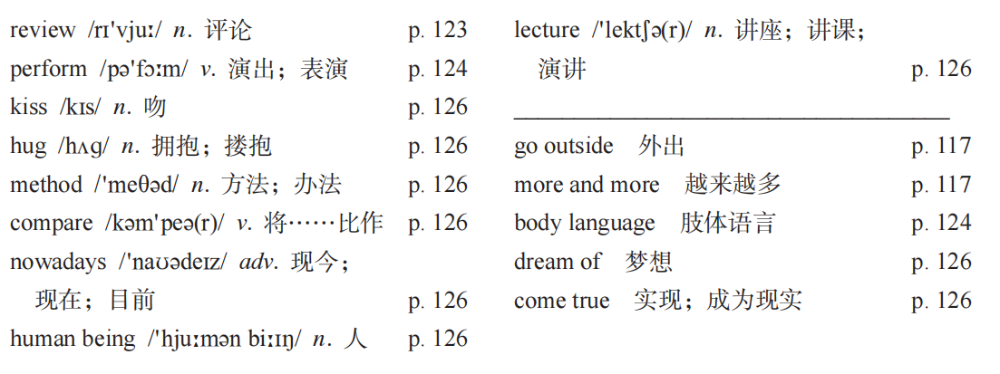 review /rɪ'vjuː/ n. 评论 p. 123
perform /pə'fɔːm/ v. 演出；表演 p. 124
kiss /kɪs/ n. 吻 p. 126
hug /hʌɡ/ n. 拥抱；搂抱 p. 126
method /'meθəd/ n. 方法；办法 p. 126
compare /kəm'peə(r)/ v. 将……比作 p. 126
nowadays /'naʊədeɪz/ adv. 现今；
现在；目前 p. 126
human being /'hjuːmən biːɪŋ/ n. 人 p. 126
lecture /'lektʃə(r)/ n. 讲座；讲课；
演讲 p. 126
go outside 外出 p. 117
more and more 越来越多 p. 117
body language 肢体语言 p. 124
dream of 梦想 p. 126
come true 实现；成为现实 p. 126